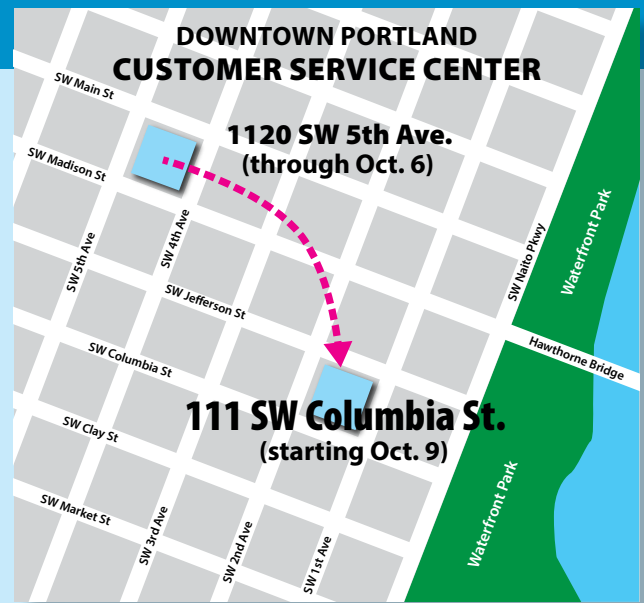 DOWNTOWN PORTLAND
CUSTOMER SERVICE CENTER
SW Main St
1120 SW 5th Ave.
(through Oct. 6)
SW Madison St
SW 5th Ave
SW 4th Ave
SW Naito Pkwy
Waterfront Park
SW Jefferson St
Hawthorne Bridge
SW Columbia St
111 SW Columbia St.
(starting Oct. 9)
SW Clay St
SW Market St
SW 3rd Ave
SW 2nd Ave
SW 1st Ave
Waterfront Park